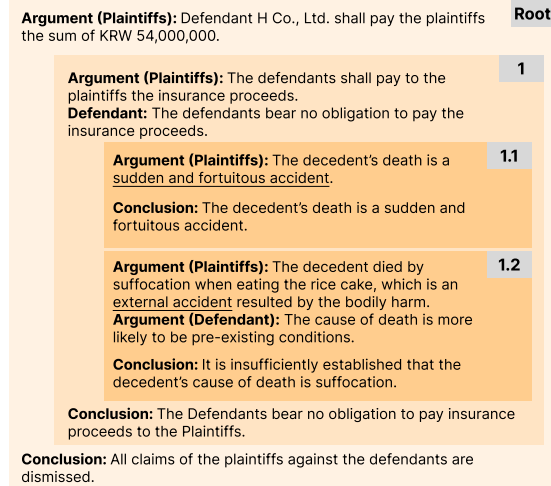 Argument (Plaintiffs): Defendant H Co., Ltd. shall pay the plaintiffs
the sum of KRW 54,000,000.
Root
Argument (Plaintiffs): The defendants shall pay to the
plaintiffs the insurance proceeds.
Defendant: The defendants bear no obligation to pay the
insurance proceeds.
1
Argument (Plaintiffs): The decedent's death is a
sudden and fortuitous accident.
1.1
Conclusion: The decedent's death is a sudden and
fortuitous accident.
Argument (Plaintiffs): The decedent died by
suffocation when eating the rice cake, which is an
external accident resulted by the bodily harm.
1.2
Argument (Defendant): The cause of death is more
likely to be pre-existing conditions.
Conclusion: It is insufficiently established that the
decedent's cause of death is suffocation.
Conclusion: The Defendants bear no obligation to pay insurance
proceeds to the Plaintiffs.
Conclusion: All claims of the plaintiffs against the defendants are
dismissed.